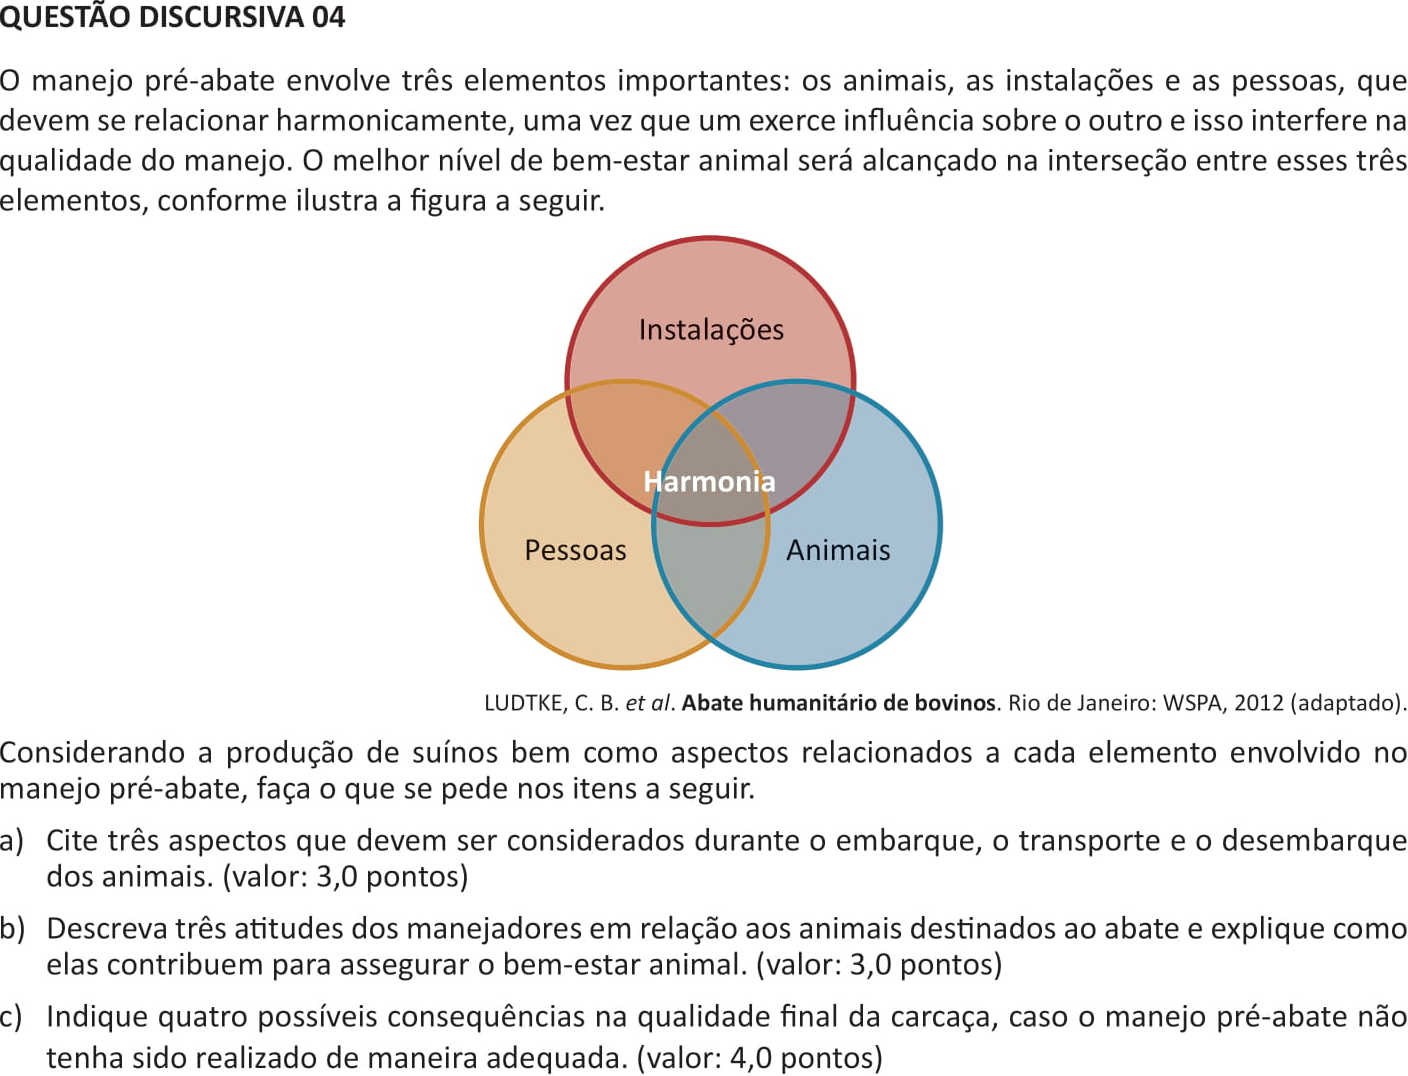 QUESTÃO DISCURSIVA 04
O manejo pré-abate envolve três elementos importantes: os animais, as instalações e as pessoas, que
devem se relacionar harmonicamente, uma vez que um exerce influência sobre o outro e isso interfere na
qualidade do manejo. O melhor nível de bem-estar animal será alcançado na interseção entre esses três
elementos, conforme ilustra a figura a seguir.
Instalações
Harmonia
Pessoas
Animais
LUDTKE, C. B. et al. Abate humanitário de bovinos. Rio de Janeiro: WSPA, 2012 (adaptado).
Considerando a produção de suínos bem como aspectos relacionados a cada elemento envolvido no
manejo pré-abate, faça o que se pede nos itens a seguir.
a) Cite três aspectos que devem ser considerados durante o embarque, o transporte e o desembarque
dos animais. (valor: 3,0 pontos)
b) Descreva três atitudes dos manejadores em relação aos animais destinados ao abate e explique como
elas contribuem para assegurar o bem-estar animal. (valor: 3,0 pontos)
c) Indique quatro possíveis consequências na qualidade final da carcaça, caso o manejo pré-abate não
tenha sido realizado de maneira adequada. (valor: 4,0 pontos)